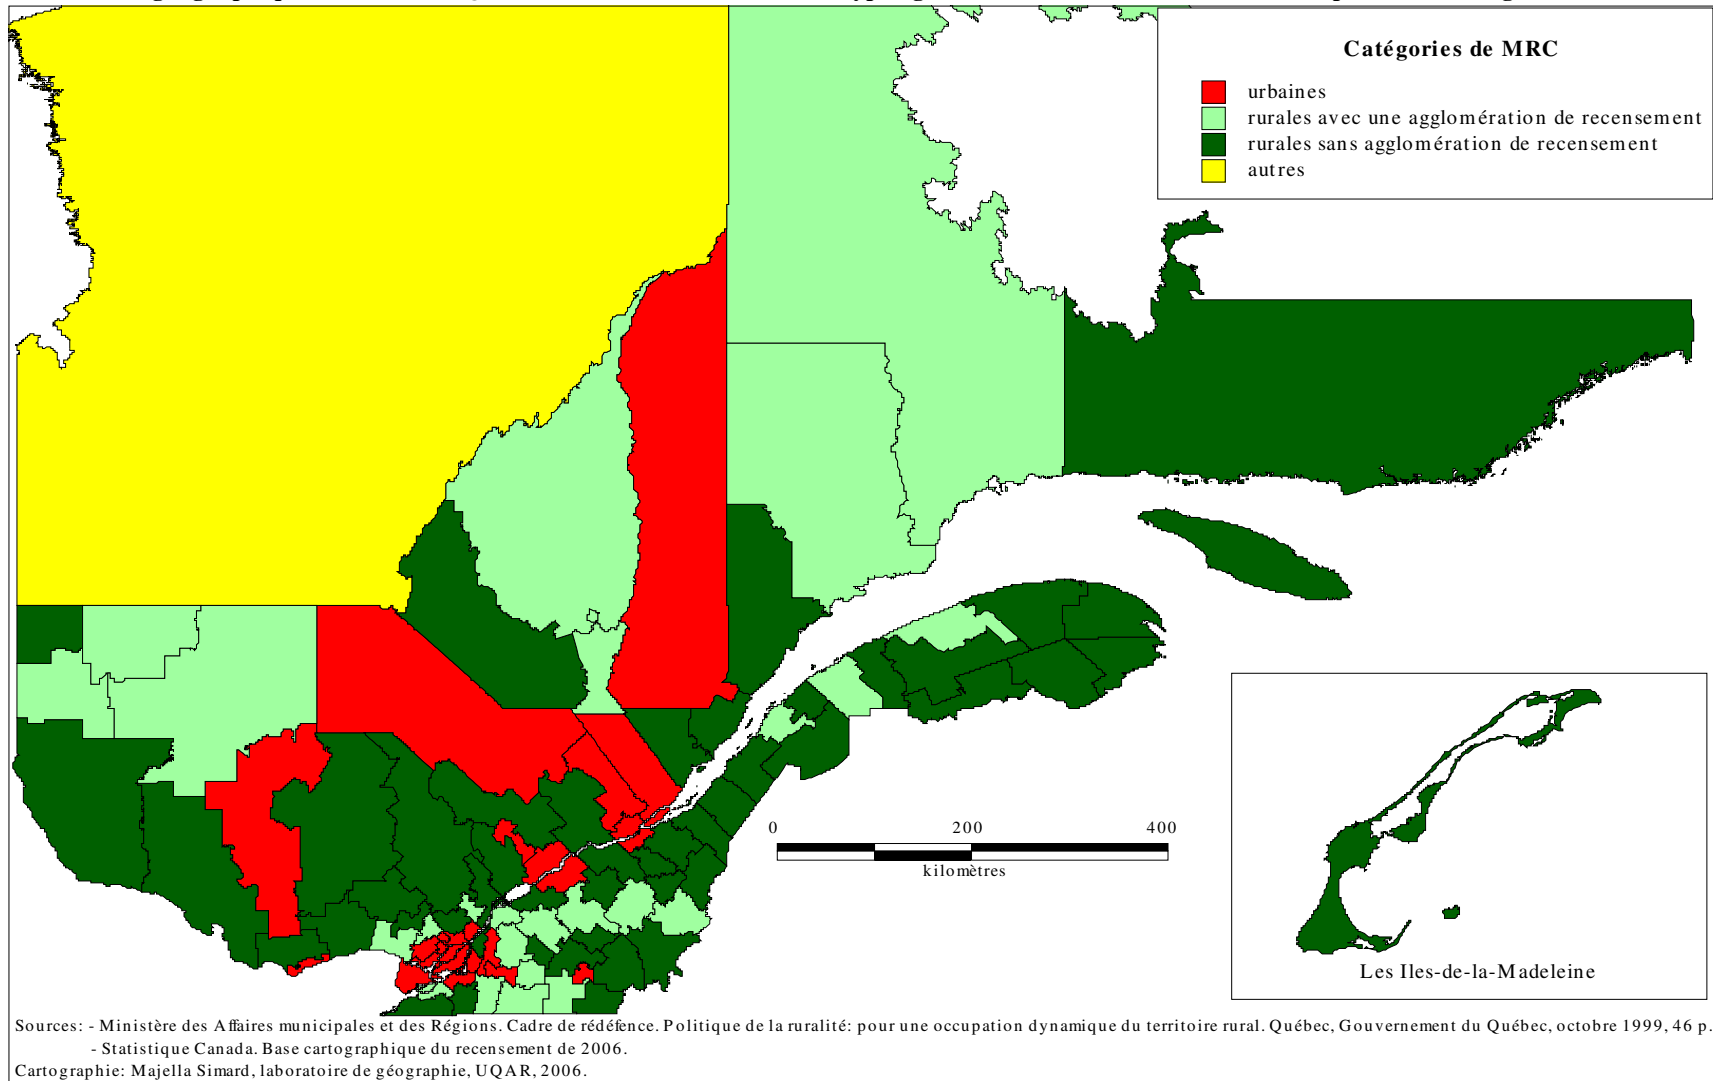 Catégories de MRC
urbaines
rurales avec une agglomération de recensement
rurales sans agglomération de recensement
autres
0 200 400
kilomètres
Les Iles-de-la-Madeleine
Sources: - Ministère des Affaires municipales et des Régions. Cadre de rédéfence. Politique de la ruralité: pour une occupation dynamique du territoire rural. Québec, Gouvernement du Québec, octobre 1999, 46 p.
- Statistique Canada. Base cartographique du recensement de 2006.
Cartographie: Majella Simard, laboratoire de géographie, UQAR, 2006.